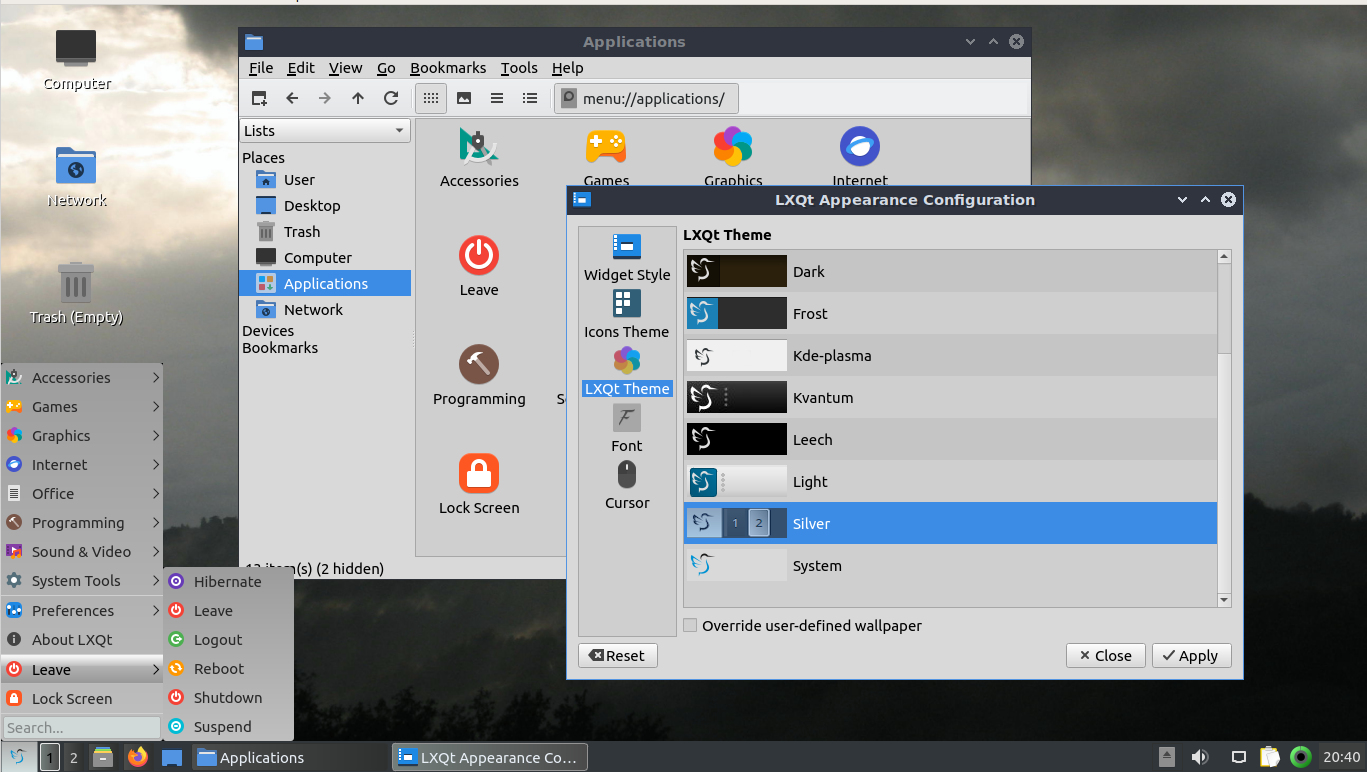 Computer
Network
Trash (Empty)
Applications
File Edit View Go Bookmarks Tools Help
menu://applications/
Lists
Places
User
Desktop
Trash
Computer
Applications
Network
Devices
Bookmarks
Accessories Games Graphics Internet
Leave
Programming
Lock Screen
(2 hidden)
LXQt Appearance Configuration
Widget Style
Icons Theme
LXQt Theme
Font
Cursor
LXQt Theme
Dark
Frost
Kde-plasma
Kvantum
Leech
Light
1 2 Silver
System
Override user-defined wallpaper
Reset Close Apply
Accessories
Games
Graphics
Internet
Office
Programming
Sound & Video
System Tools
Preferences
About LXQt
Leave
Lock Screen
Search...
Hibernate
Leave
Logout
Reboot
Shutdown
Suspend
1 2 Applications LXQt Appearance Co... 20:40